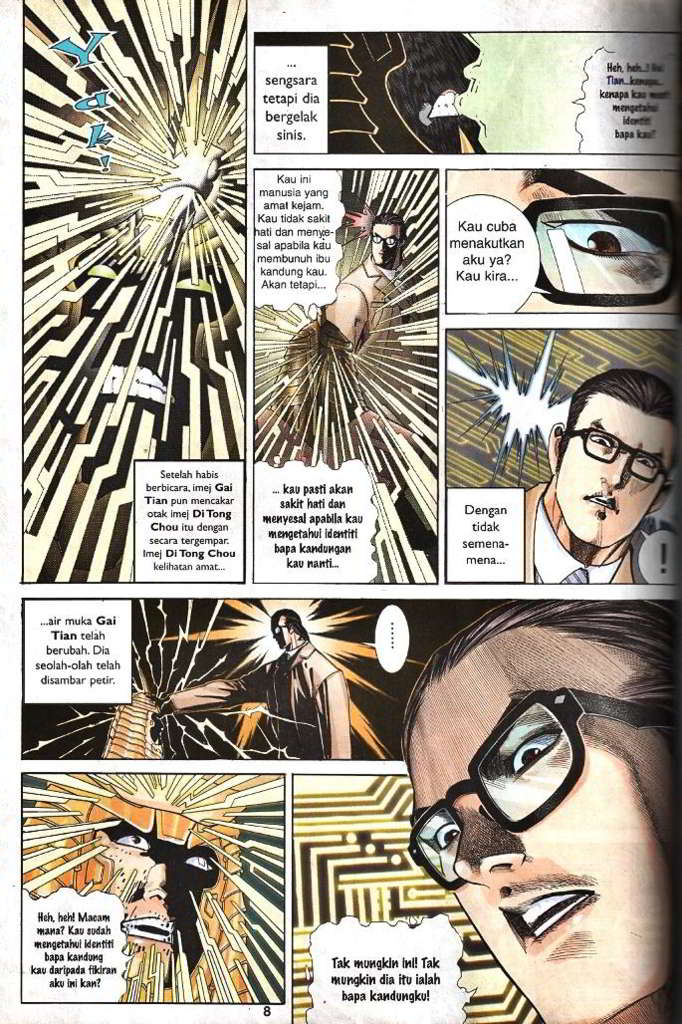 Yak!
Setelah habis
berbicara, imej Gai
Tian pun mencakar
otak imej Di Tong
Chou itu dengan
secara tergempar.
Imej Di Tong Chou
kelihatan amat...
...
sengsara
tetapi dia
bergelak
sinis.
Heh, heh..!
Tian...kenapa..
kenapa kau
mengetahui
identiti
bapa kau?
Kau ini
manusia yang
amat kejam.
Kau tidak sakit
hati dan menye-
sal apabila kau
membunuh ibu
kandung kau.
Akan tetapi...
... kau pasti akan
sakit hati dan
menyesal apabila kau
mengetahui identiti
bapa kandungan
kau nanti...
Kau cuba
menakutkan
aku ya?
Kau kira...
Dengan
tidak
semena-
mena...
!
...air muka Gai
Tian telah
berubah. Dia
seolah-olah telah
disambar petir.
......
Heh, heh! Macam
mana? Kau sudah
mengetahui identiti
bapa kandung
kau daripada fikiran
aku ini kan?
Tak mungkin ini! Tak
mungkin dia itu ialah
bapa kandungku!
8